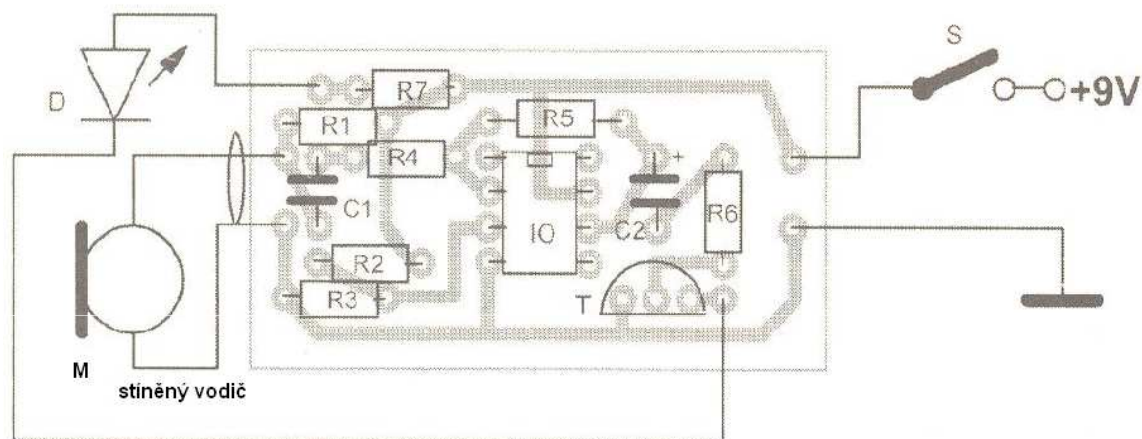 S
+9V
D
R7
R1
R5
R4
+
C1
R6
IO
C2
R2
R3
T
M
stíněný vodič